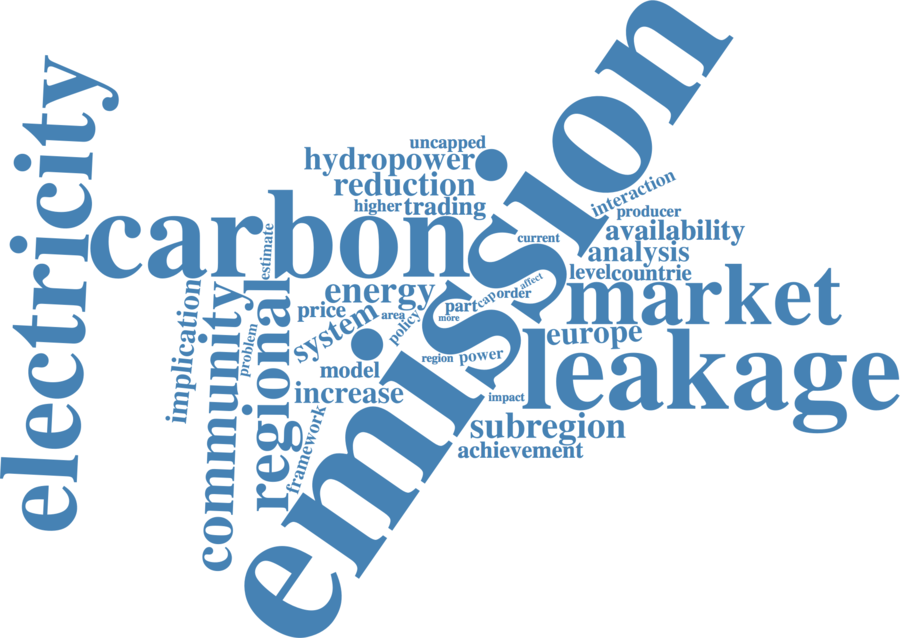 emission
electricity
carbon
leakage
market
community
regional
uncapped
hydropower
reduction
higher
trading
interaction
producer
availability
current
analysis
level
countrie
estimate
energy
part
cap
order
affect
more
implication
price
system
area
policy
problem
europe
model
region
power
increase
impact
framework
subregion
achievement